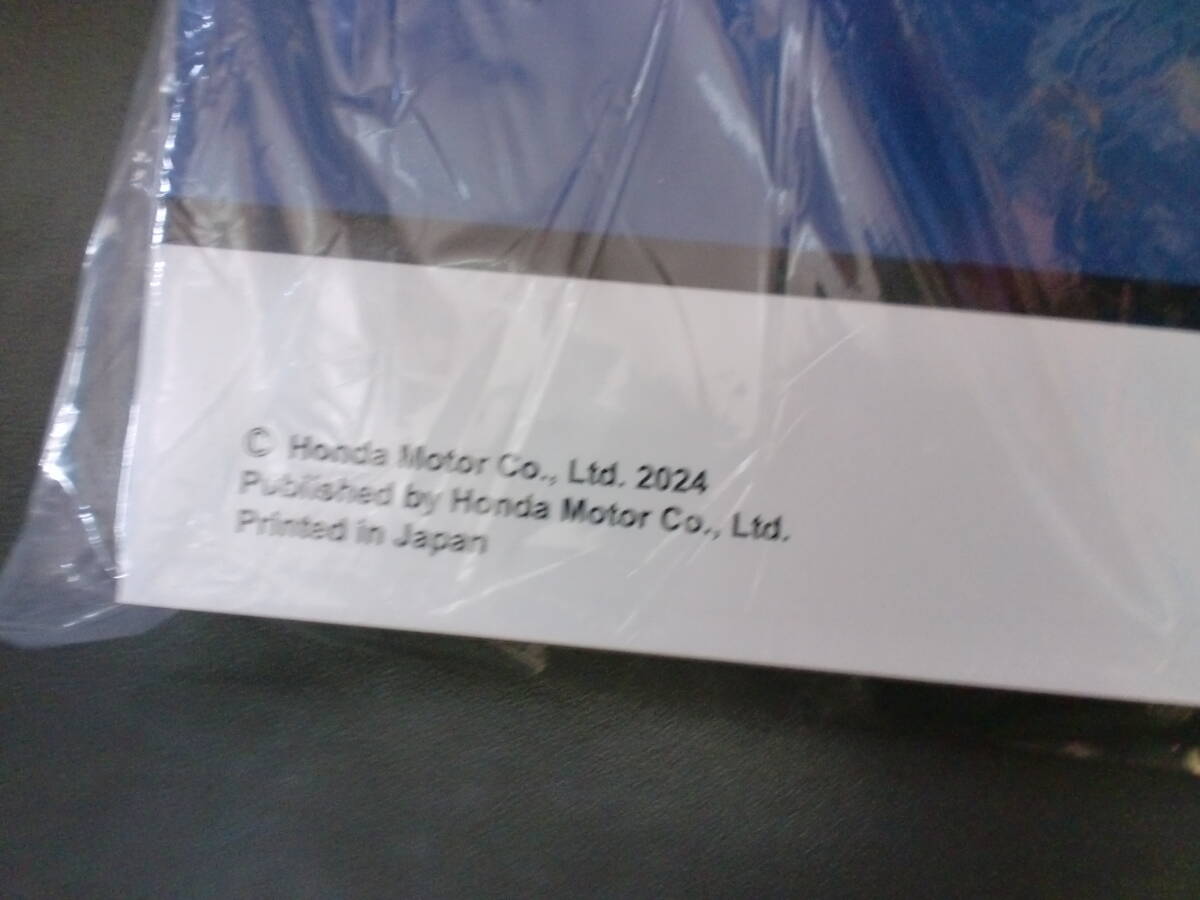 © Honda Motor Co., Ltd. 2024
Published by Honda Motor Co., Ltd.
Printed in Japan